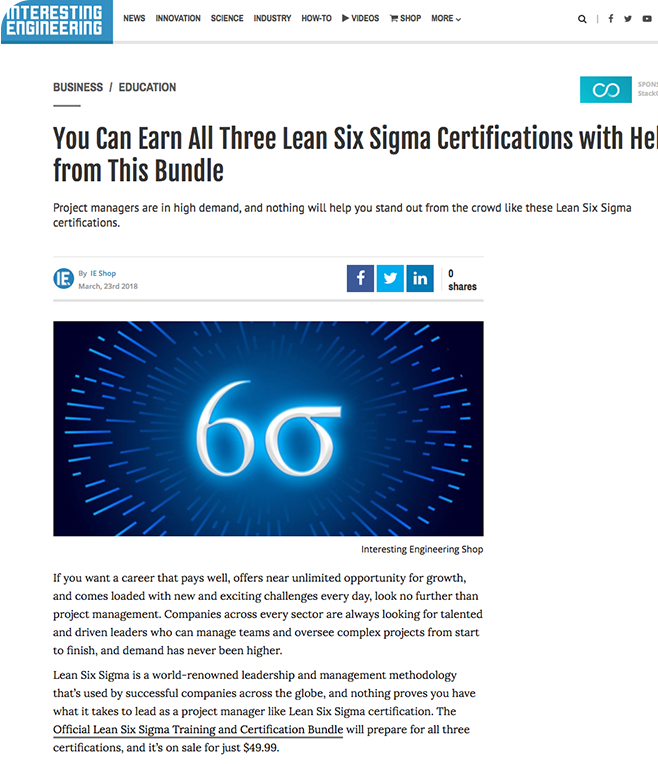 INTERESTING
ENGINEERING
NEWS INNOVATION SCIENCE INDUSTRY HOW-TO VIDEOS SHOP MORE
BUSINESS / EDUCATION
You Can Earn All Three Lean Six Sigma Certifications with Hel
from This Bundle
Project managers are in high demand, and nothing will help you stand out from the crowd like these Lean Six Sigma
certifications.
IE
By IE Shop
March, 23rd 2018
f in
0
shares
6σ
Interesting Engineering Shop
If you want a career that pays well, offers near unlimited opportunity for growth,
and comes loaded with new and exciting challenges every day, look no further than
project management. Companies across every sector are always looking for talented
and driven leaders who can manage teams and oversee complex projects from start
to finish, and demand has never been higher.
Lean Six Sigma is a world-renowned leadership and management methodology
that's used by successful companies across the globe, and nothing proves you have
what it takes to lead as a project manager like Lean Six Sigma certification. The
Official Lean Six Sigma Training and Certification Bundle will prepare for all three
certifications, and it's on sale for just $49.99.